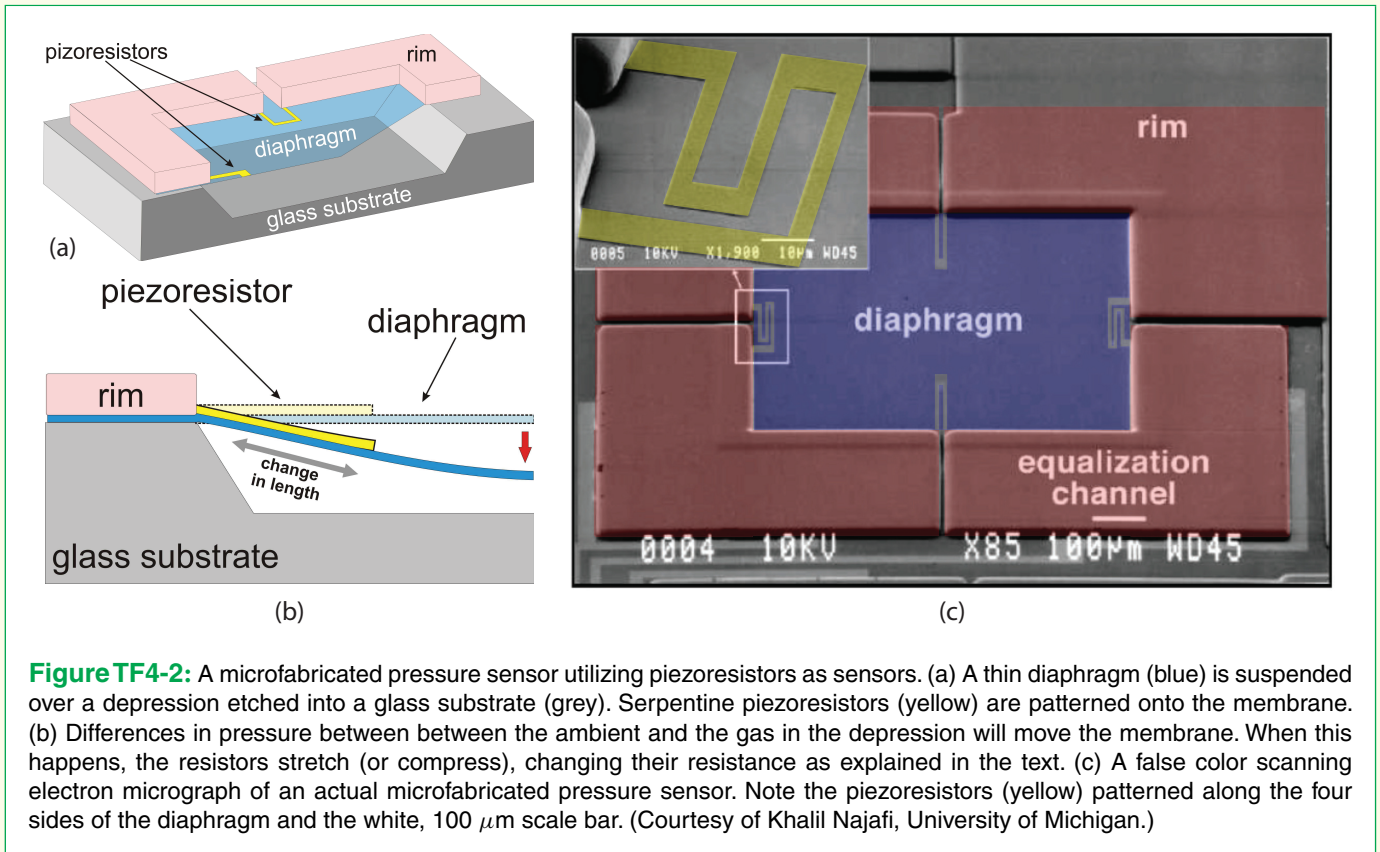 pizoresistors
rim
diaphragm
glass substrate
(a)
piezoresistor
diaphragm
rim
change
in length
glass substrate
(b)
0005 10KV X1,900 10µm WD45
rim
diaphragm
equalization
channel
0004 10KV X85 100µm WD45
(c)
Figure TF4-2: A microfabricated pressure sensor utilizing piezoresistors as sensors. (a) A thin diaphragm (blue) is suspended
over a depression etched into a glass substrate (grey). Serpentine piezoresistors (yellow) are patterned onto the membrane.
(b) Differences in pressure between between the ambient and the gas in the depression will move the membrane. When this
happens, the resistors stretch (or compress), changing their resistance as explained in the text. (c) A false color scanning
electron micrograph of an actual microfabricated pressure sensor. Note the piezoresistors (yellow) patterned along the four
sides of the diaphragm and the white, 100 µm scale bar. (Courtesy of Khalil Najafi, University of Michigan.)